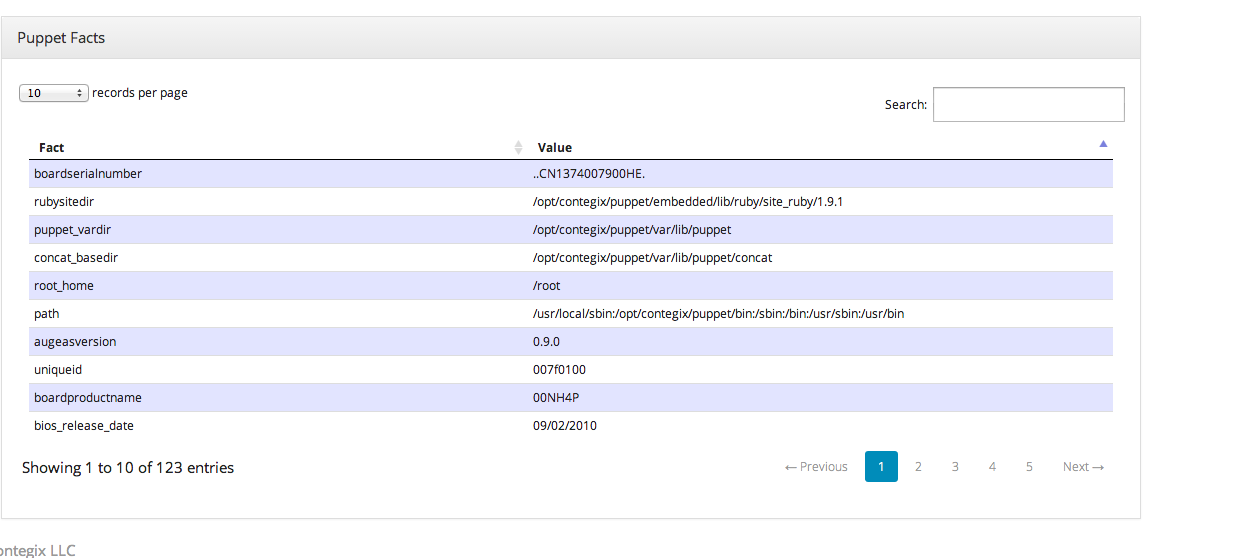 Puppet Facts
10 records per page
Search:
Fact Value
boardserialnumber ..CN1374007900HE.
rubysitedir /opt/contegix/puppet/embedded/lib/ruby/site_ruby/1.9.1
puppet_vardir /opt/contegix/puppet/var/lib/puppet
concat_basedir /opt/contegix/puppet/var/lib/puppet/concat
root_home /root
path /usr/local/sbin:/opt/contegix/puppet/bin:/sbin:/bin:/usr/sbin:/usr/bin
augeasversion 0.9.0
uniqueid 007f0100
boardproductname 00NH4P
bios_release_date 09/02/2010
Showing 1 to 10 of 123 entries ← Previous 1 2 3 4 5 Next →
ontegix LLC